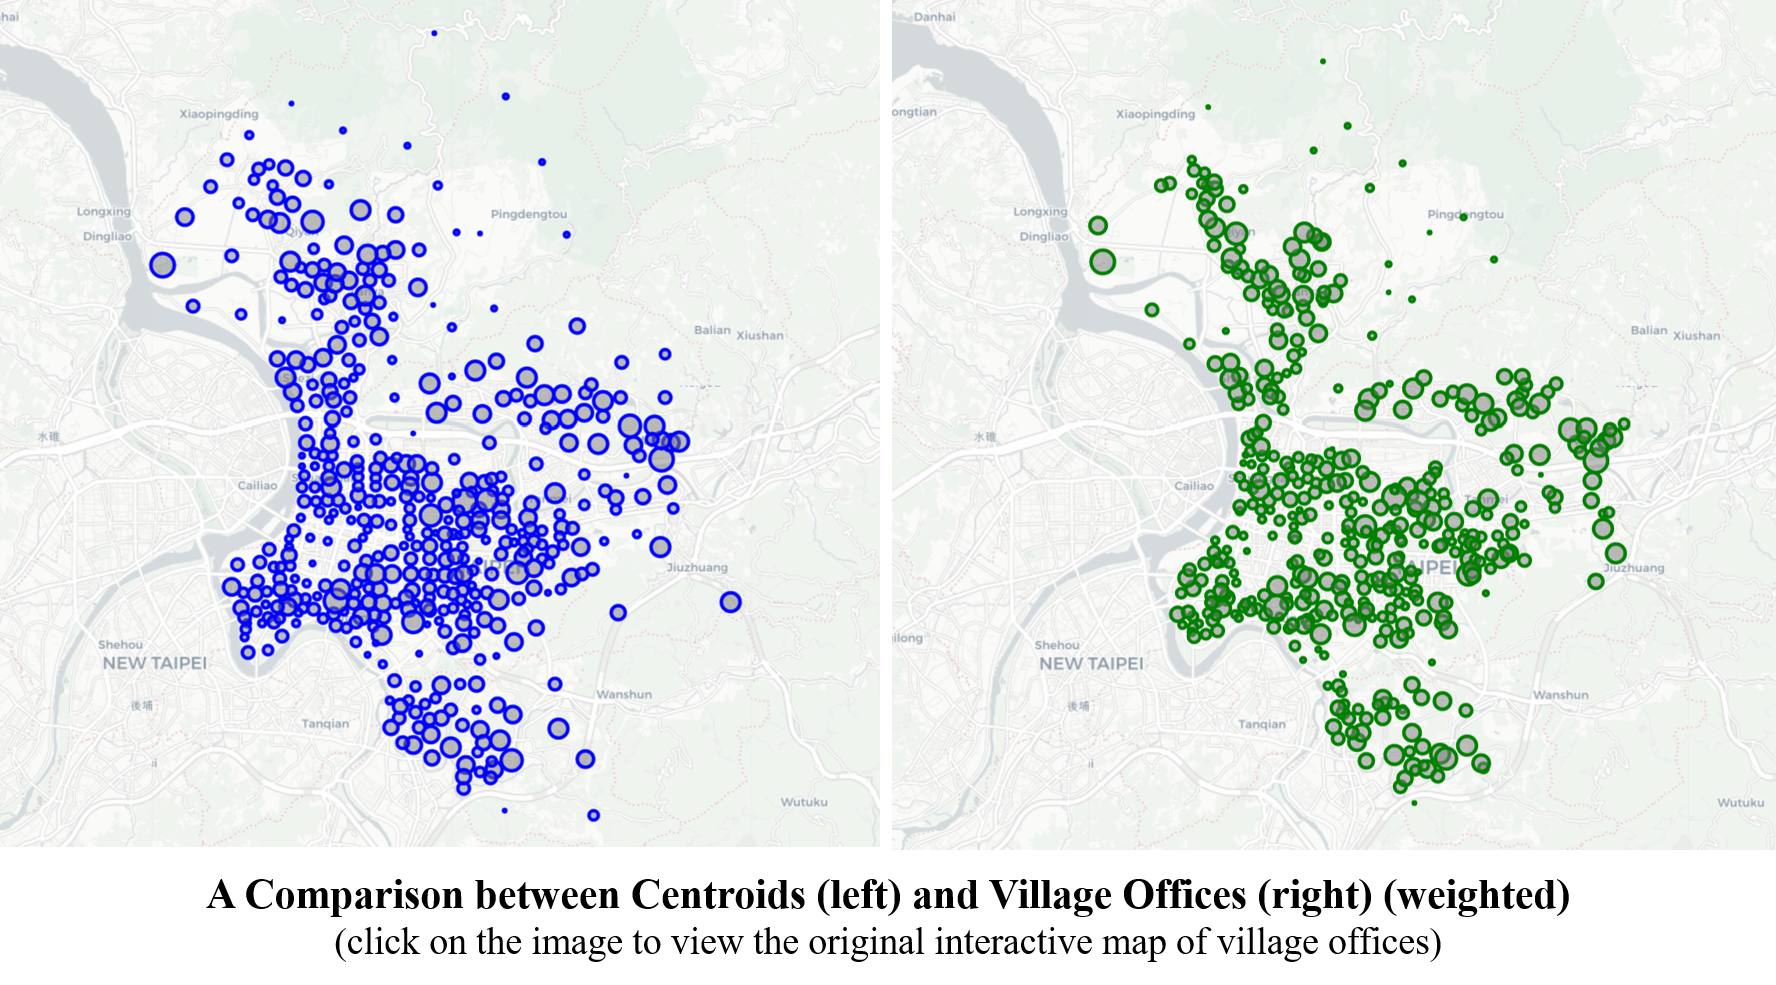 Xiaopingding
Longxing
Dingliao
Pingdengtou
Balian
Xiushan
水碓
Cailiao
Jiuzhuang
Shehou
NEW TAIPEI
Wanshun
後埔
Tanqian
Wutuku
Danhai
Xiaopingding
Longxing
Dingliao
Pingdengtou
Balian
Xiushan
水碓
Cailiao
Jiuzhuang
Shehou
NEW TAIPEI
Wanshun
後埔
Tanqian
Wutuku
A Comparison between Centroids (left) and Village Offices (right) (weighted)
(click on the image to view the original interactive map of village offices)